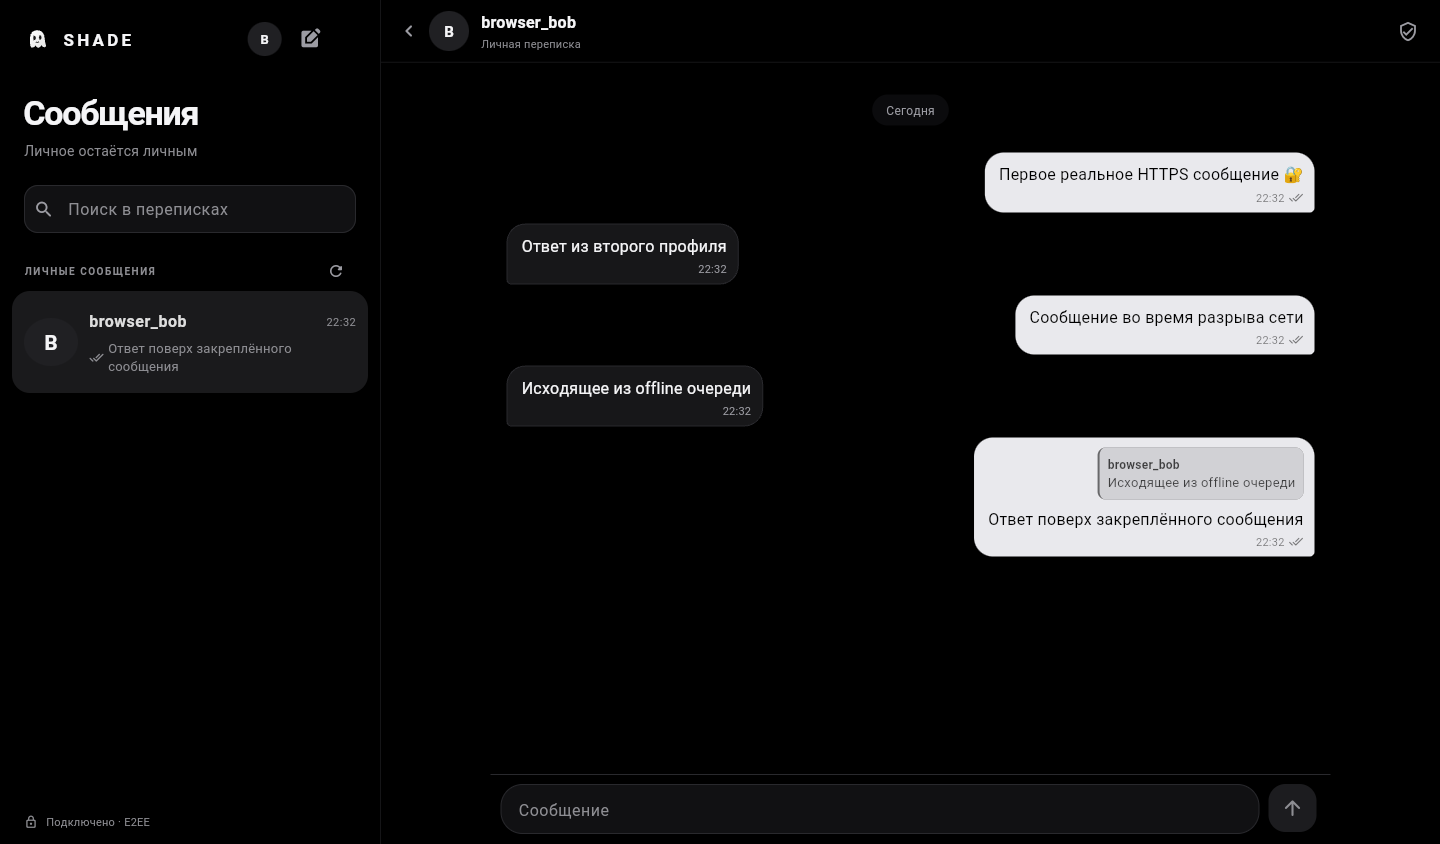 SHADE
B
Сообщения
Личное остаётся личным
Поиск в переписках
ЛИЧНЫЕ СООБЩЕНИЯ
B
browser_bob
22:32
Ответ поверх закреплённого
сообщения
Подключено · E2EE
B
browser_bob
Личная переписка
Сегодня
Первое реальное HTTPS сообщение 🔐
22:32
Ответ из второго профиля
22:32
Сообщение во время разрыва сети
22:32
Исходящее из offline очереди
22:32
browser_bob
Исходящее из offline очереди
Ответ поверх закреплённого сообщения
22:32
Сообщение